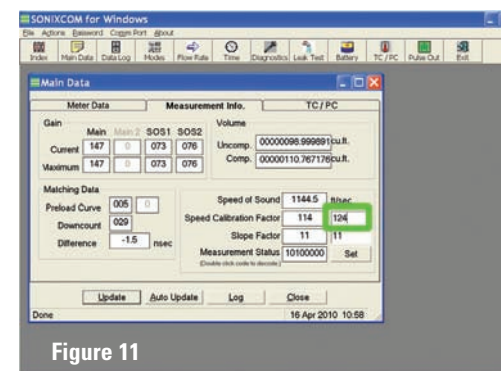 SONIXCOM for Windows
File Actions Password Comm Port About
Index Main Data Data Log Modes Flow Rate Time Diagnostics Leak Test Battery TC / PC Pulse Out Exit
Main Data
Meter Data Measurement Info. TC / PC
Gain Volume
Main Main 2 SOS1 SOS2
Current 147 0 073 076 Uncomp. 00000098.999891 cu.ft.
Maximum 147 0 073 076 Comp. 00000110.767176 cu.ft.
Matching Data
Preload Curve 005 0 Speed of Sound 1144.5 ft/sec
Downcount 029 Speed Calibration Factor 114 124
Difference -1.5 nsec Slope Factor 11 11
Measurement Status 10100000 Set
(Double click code to decode.)
Update Auto Update Log Close
Done 16 Apr 2010 10:58
Figure 11